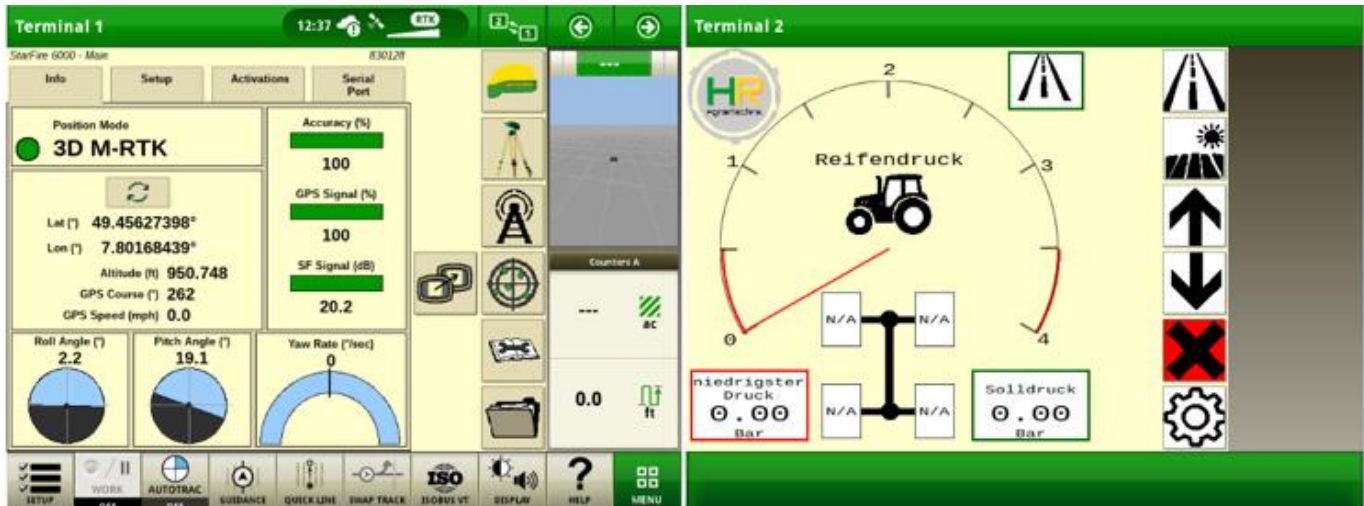 Terminal 1
12:37
RTK
2
1
StarFire 6000 - Main
830128
Info
Setup
Activations
Serial
Port
Position Mode
3D M-RTK
Lat (°) 49.45627398°
Lon (°) 7.80168439°
Altitude (ft) 950.748
GPS Course (°) 262
GPS Speed (mph) 0.0
Accuracy (%)
100
GPS Signal (%)
100
SF Signal (dB)
20.2
Roll Angle (°)
2.2
Pitch Angle (°)
19.1
Yaw Rate (°/sec)
0
---
Counters A
---
ac
0.0
ft
SETUP
WORK
OFF
AUTOTRAC
OFF
GUIDANCE
QUICK LINE
SWAP TRACK
ISO
ISOBUS VT
DISPLAY
?
HELP
MENU
Terminal 2
HR
Agrartechnik
0
1
2
3
4
Reifendruck
N/A
N/A
N/A
N/A
niedrigster
Druck
0.00
Bar
Solldruck
0.00
Bar